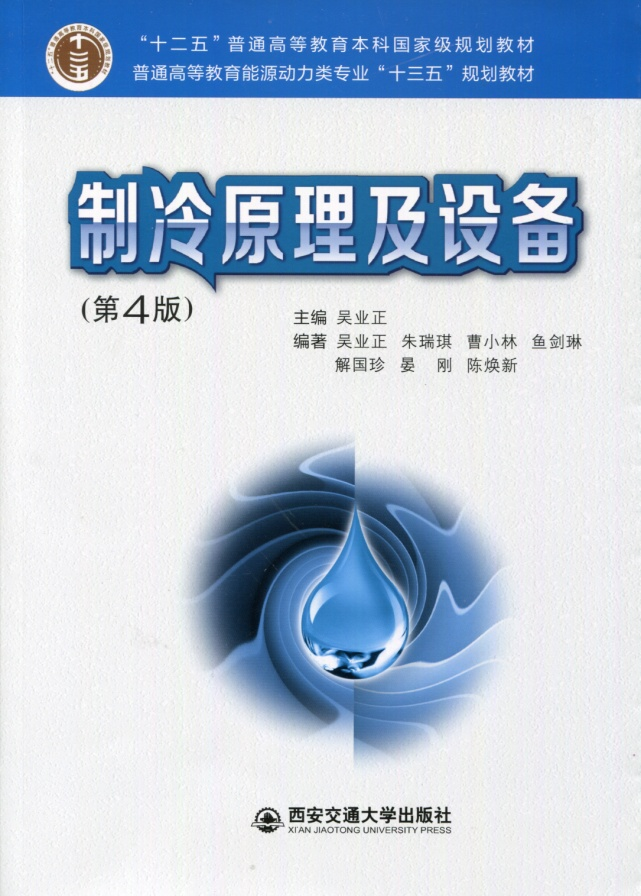 “十二五”普通高等教育本科国家级规划教材
普通高等教育能源动力类专业“十三五”规划教材
十二五
制冷原理及设备
(第4版)
主编 吴业正
编著 吴业正 朱瑞琪 曹小林 鱼剑琳
解国珍 晏 刚 陈焕新
西安交通大学出版社
XI'AN JIAOTONG UNIVERSITY PRESS